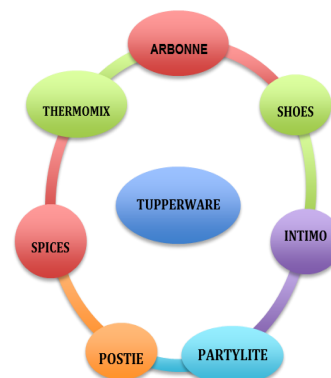 ARBONNE
THERMOMIX
SHOES
TUPPERWARE
SPICES
INTIMO
POSTIE
PARTYLITE